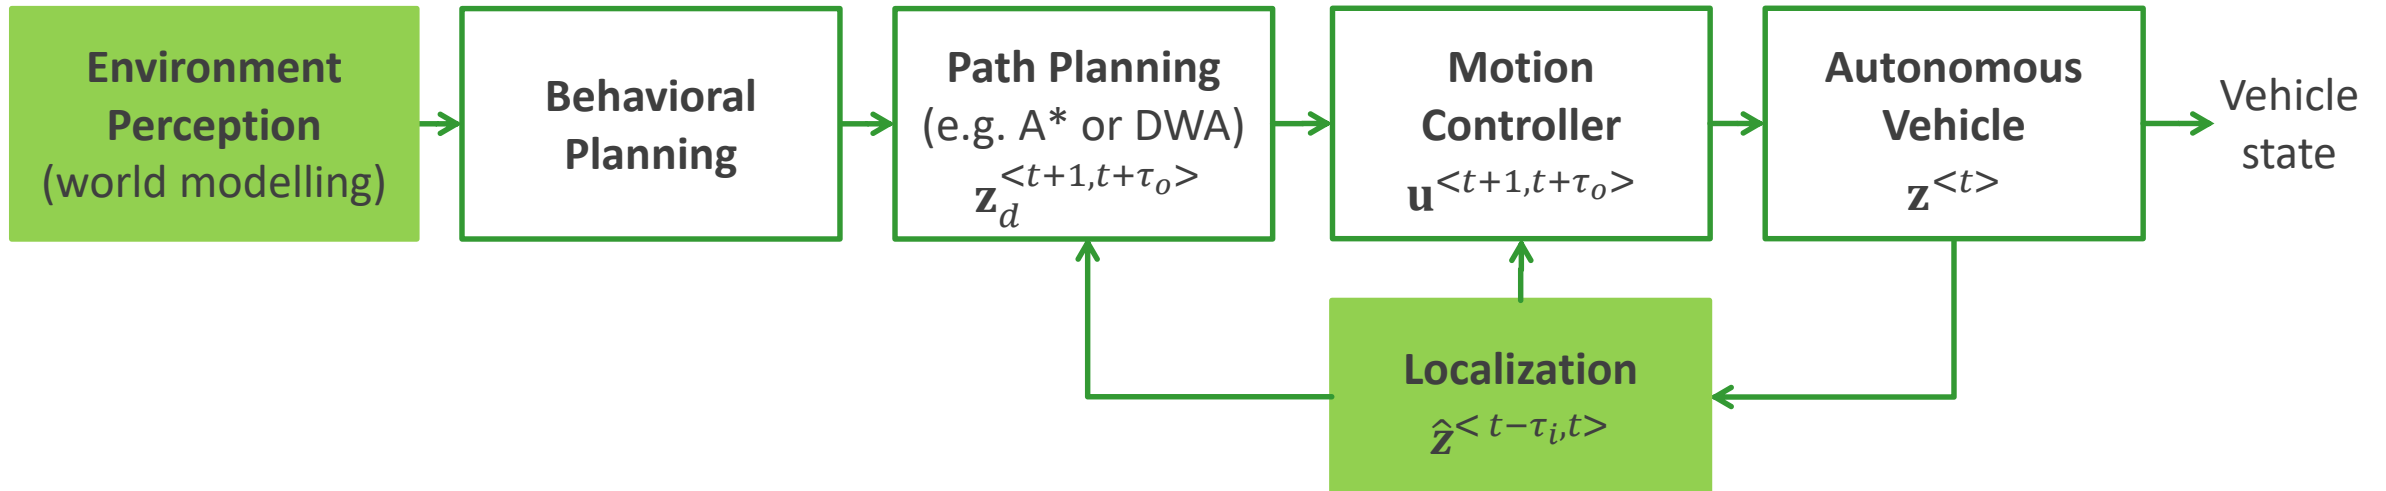 Environment
Perception
(world modelling)
Behavioral
Planning
Path Planning
(e.g. A* or DWA)
𝐳_d^{<t+1,t+τ_o>}
Motion
Controller
𝐮^{<t+1,t+τ_o>}
Autonomous
Vehicle
𝐳^{<t>}
Vehicle
state
Localization
𝐳̂^{< t−τ_i,t>}